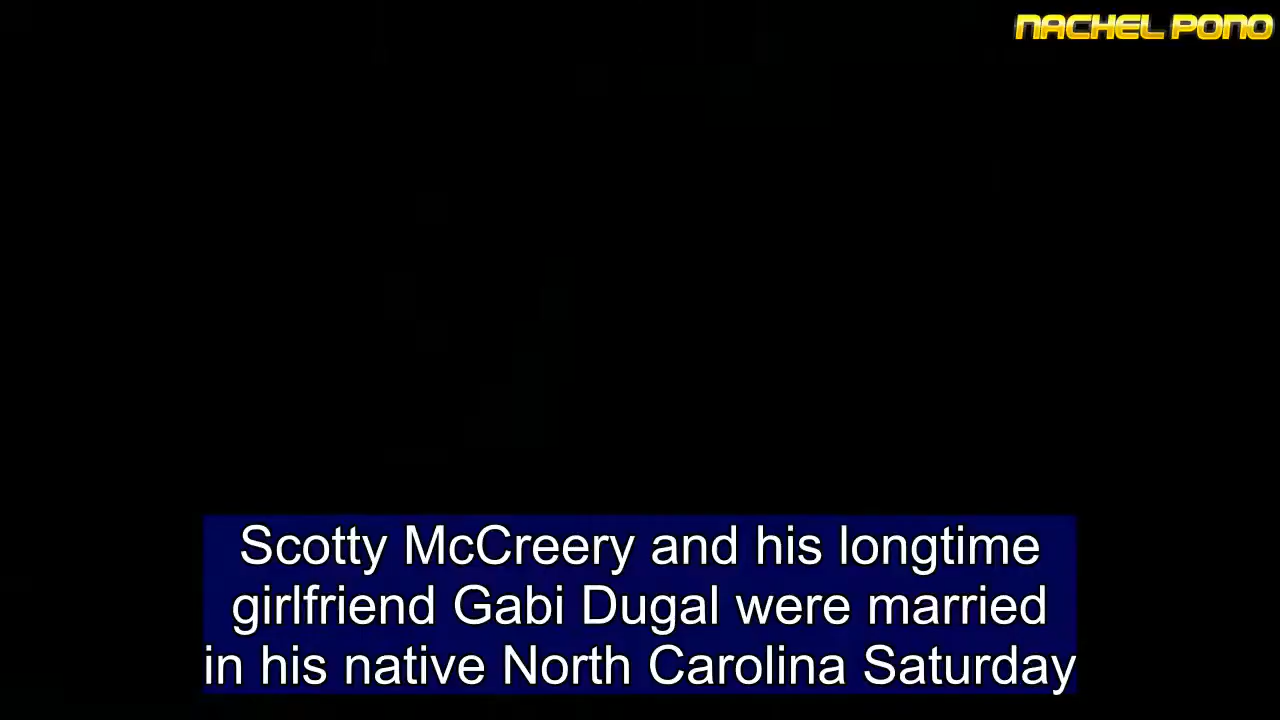 NACHEL PONO
Scotty McCreery and his longtime
girlfriend Gabi Dugal were married
in his native North Carolina Saturday